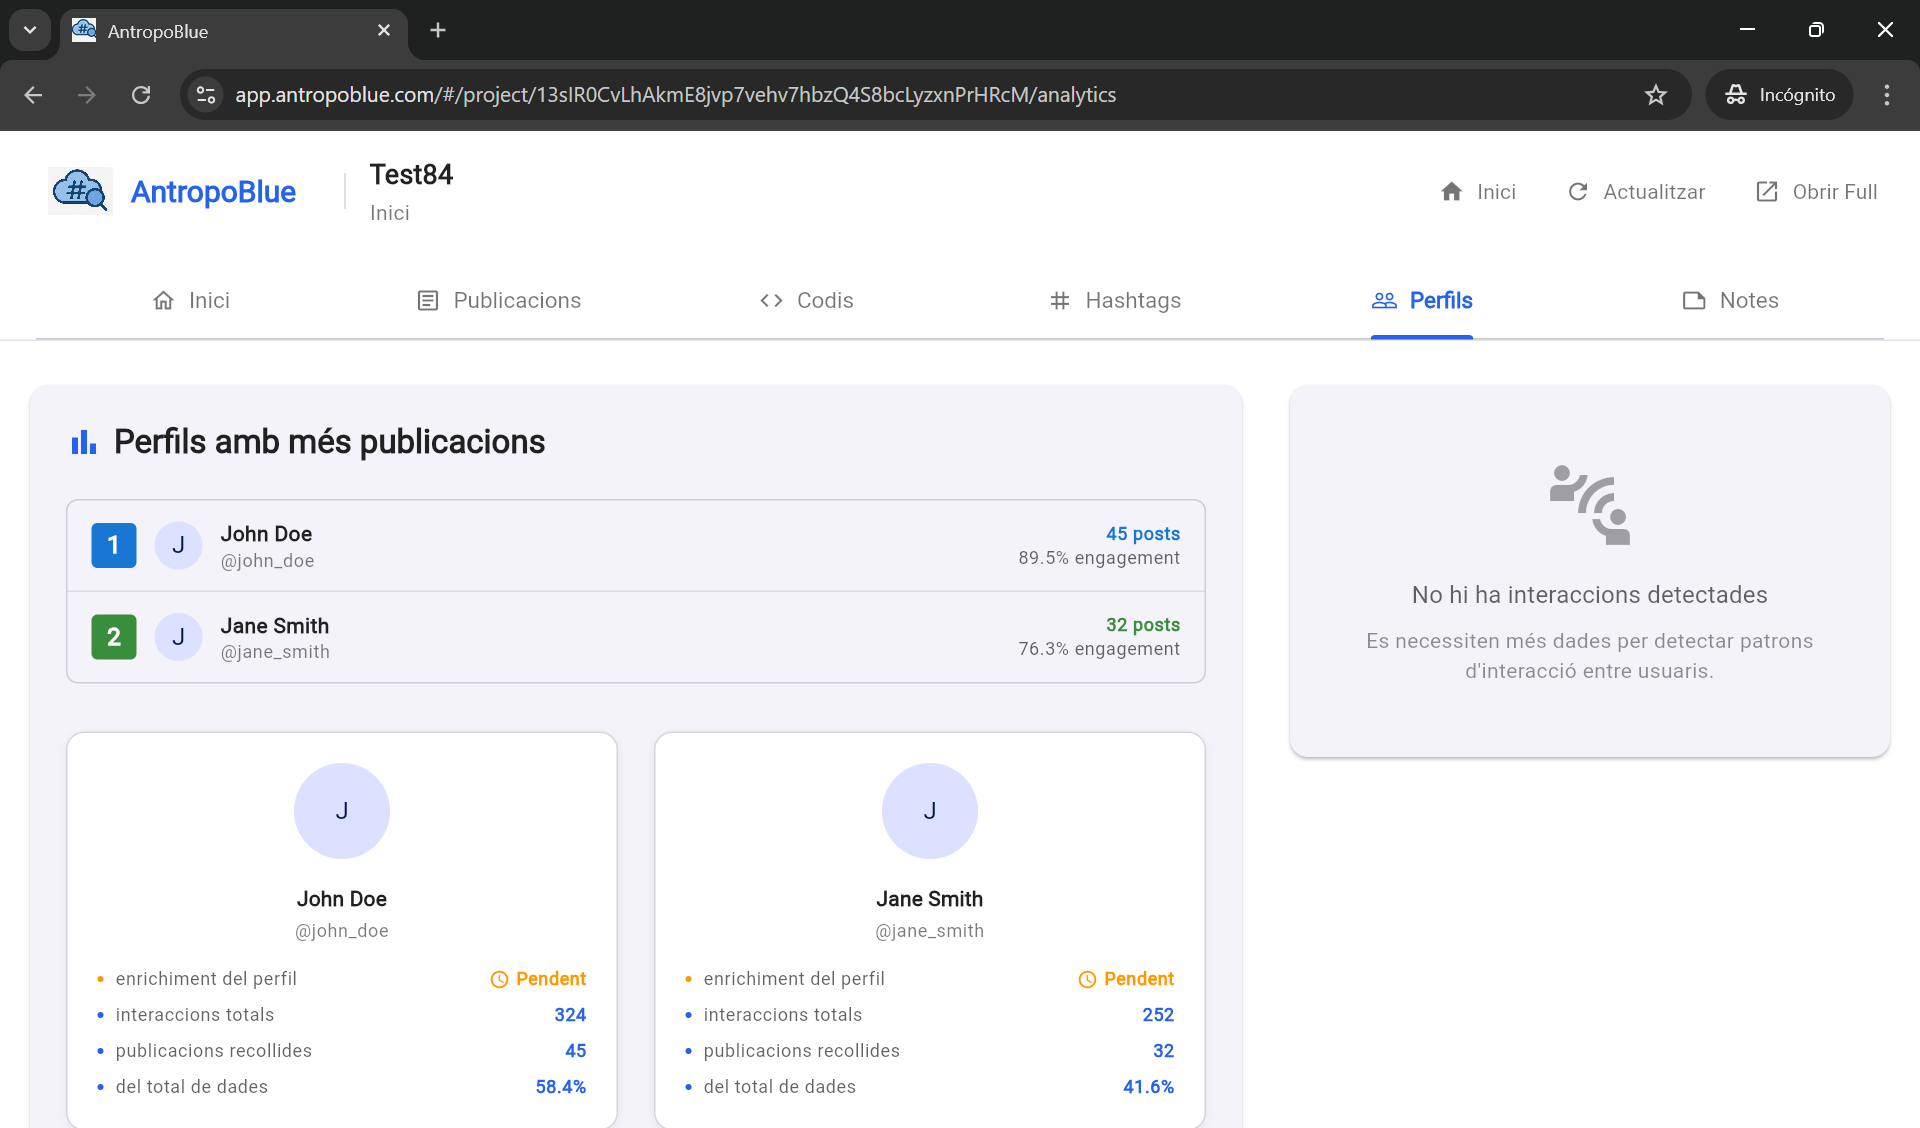 AntropoBlue
app.antropoblue.com/#/project/13sIR0CvLhAkmE8jvp7vehv7hbzQ4S8bcLyzxnPrHRcM/analytics
Incógnito
#
AntropoBlue
Test84
Inici
Inici
Actualitzar
Obrir Full
Inici
Publicacions
Codis
Hashtags
Perfils
Notes
Perfils amb més publicacions
1
J
John Doe
@john_doe
45 posts
89.5% engagement
2
J
Jane Smith
@jane_smith
32 posts
76.3% engagement
J
John Doe
@john_doe
• enrichiment del perfil Pendent
• interaccions totals 324
• publicacions recollides 45
• del total de dades 58.4%
J
Jane Smith
@jane_smith
• enrichiment del perfil Pendent
• interaccions totals 252
• publicacions recollides 32
• del total de dades 41.6%
No hi ha interaccions detectades
Es necessiten més dades per detectar patrons
d'interacció entre usuaris.